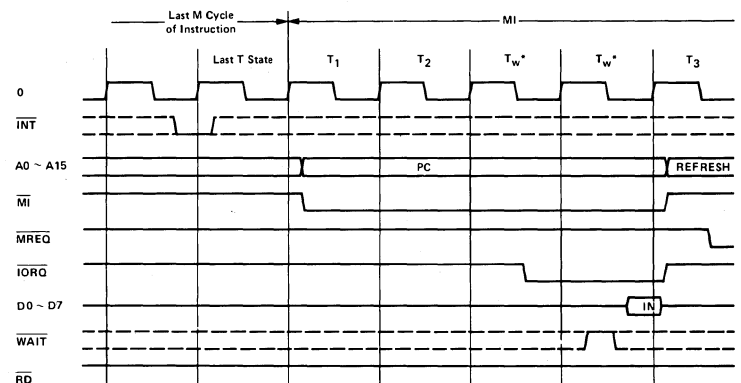 Last M Cycle
of Instruction
MI
Last T State
T1
T2
Tw*
Tw*
T3
0
INT
A0 ~ A15
PC
REFRESH
MI
MREQ
IORQ
D0 ~ D7
IN
WAIT
RD